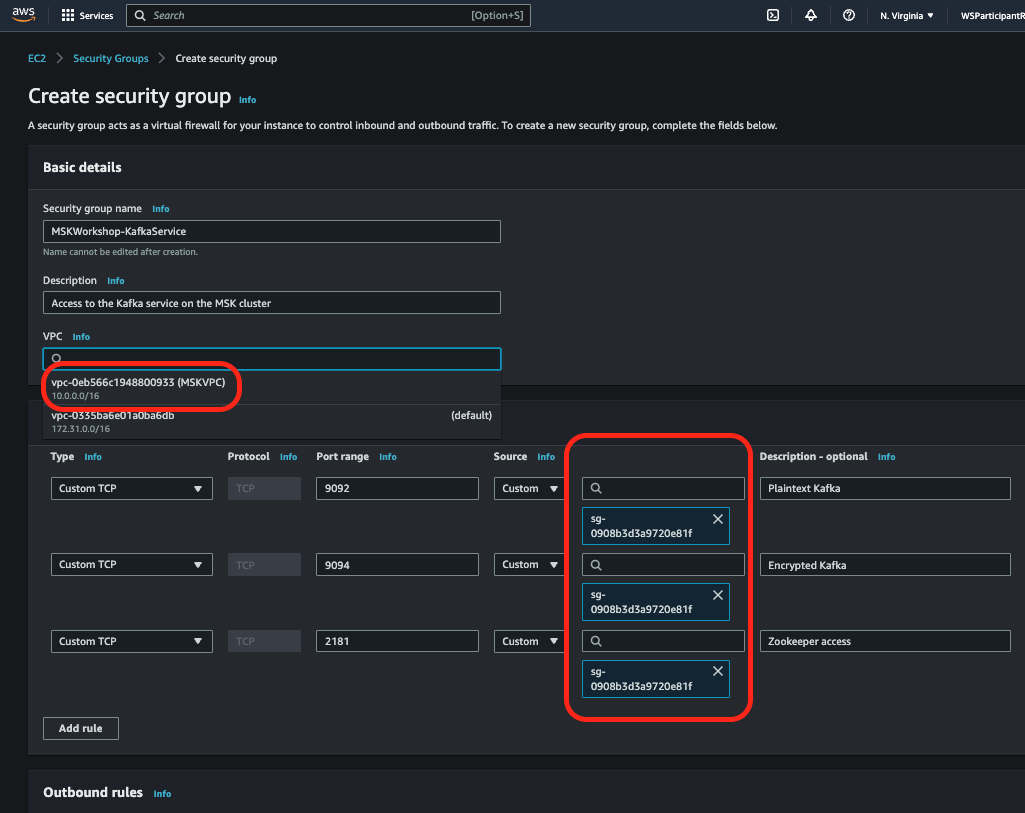 aws
Services
Search [Option+S]
N. Virginia
WSParticipantR
EC2 Security Groups Create security group
Create security group Info
A security group acts as a virtual firewall for your instance to control inbound and outbound traffic. To create a new security group, complete the fields below.
Basic details
Security group name Info
MSKWorkshop-KafkaService
Name cannot be edited after creation.
Description Info
Access to the Kafka service on the MSK cluster
VPC Info
vpc-0eb566c1948800933 (MSKVPC)
10.0.0.0/16
vpc-0335ba6e01a0ba6db (default)
172.31.0.0/16
Type Info Protocol Info Port range Info Source Info Description - optional Info
Custom TCP TCP 9092 Custom Plaintext Kafka
sg-
0908b3d3a9720e81f
Custom TCP TCP 9094 Custom Encrypted Kafka
sg-
0908b3d3a9720e81f
Custom TCP TCP 2181 Custom Zookeeper access
sg-
0908b3d3a9720e81f
Add rule
Outbound rules Info